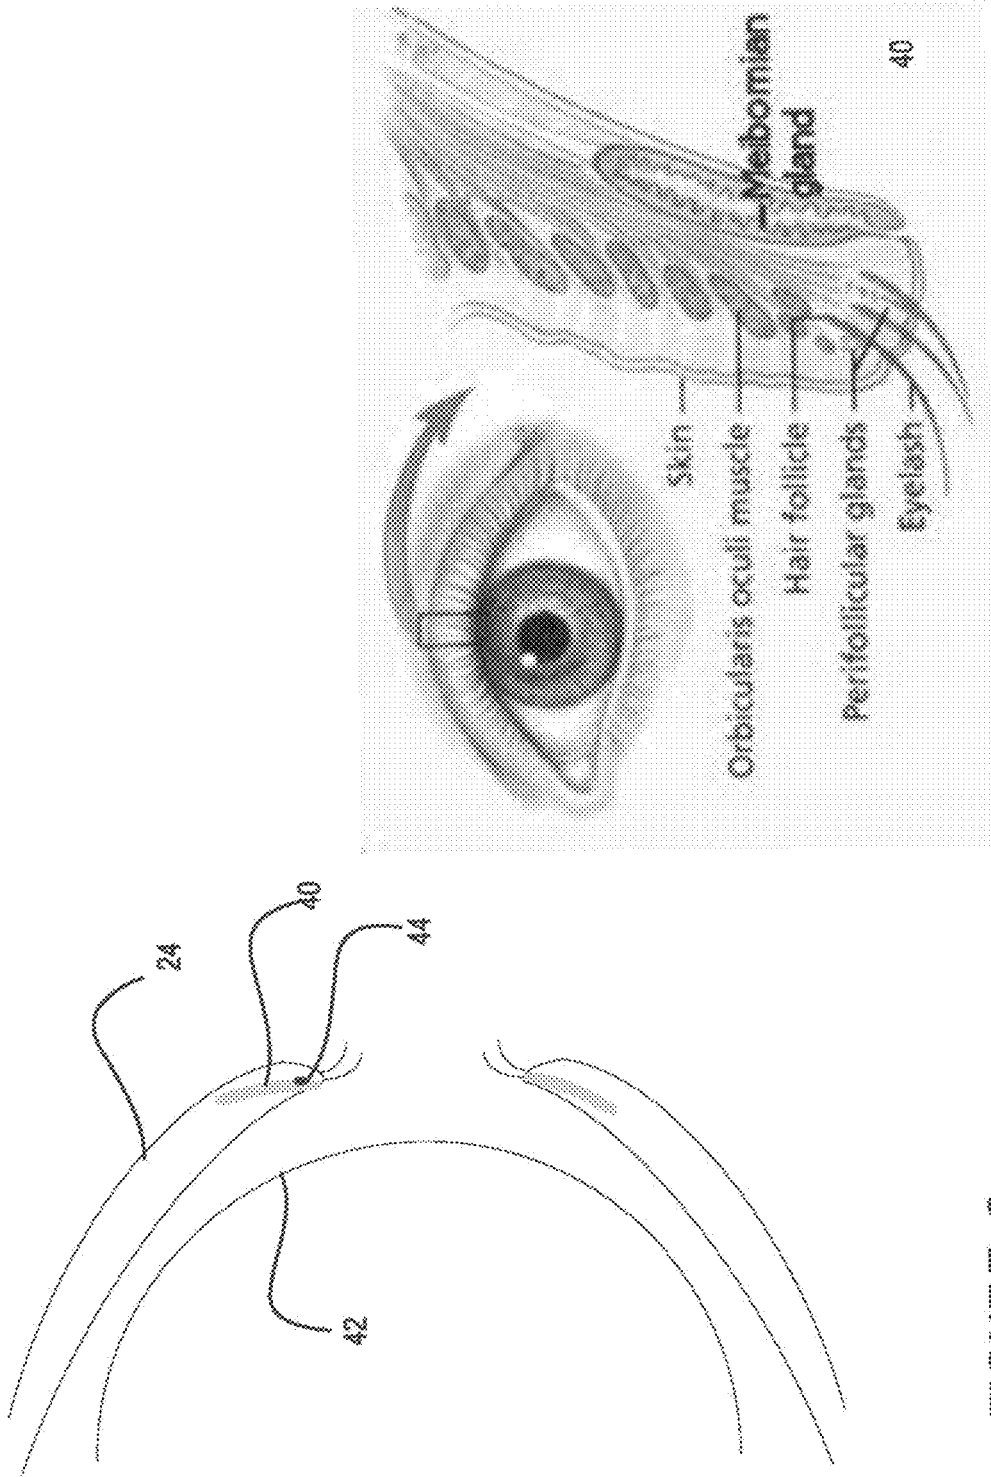 24
40
44
42
Skin
Orbicularis oculi muscle
Hair follicle
Perifollicular glands
Eyelash
Meibomian
gland
40